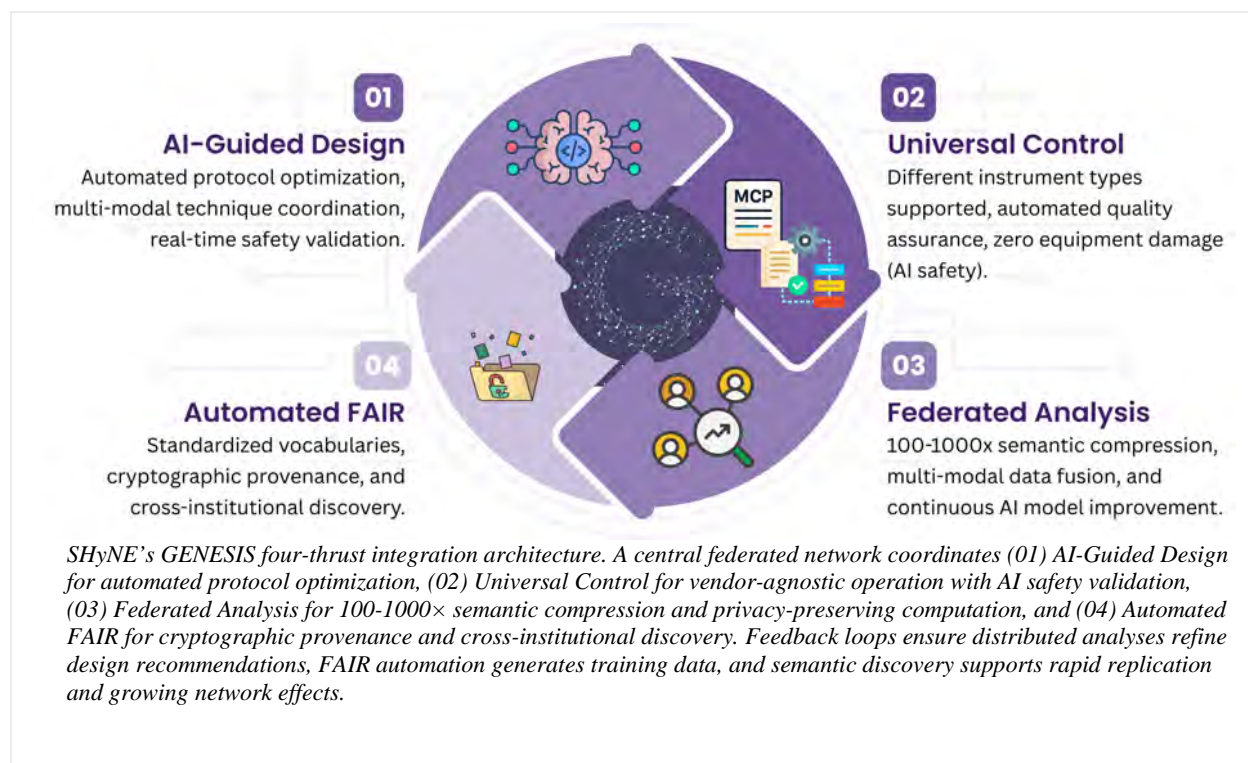 01
AI-Guided Design
Automated protocol optimization,
multi-modal technique coordination,
real-time safety validation.
02
Universal Control
Different instrument types
supported, automated quality
assurance, zero equipment damage
(AI safety).
</>
MCP
04
Automated FAIR
Standardized vocabularies,
cryptographic provenance, and
cross-institutional discovery.
03
Federated Analysis
100-1000x semantic compression,
multi-modal data fusion, and
continuous AI model improvement.
SHyNE's GENESIS four-thrust integration architecture. A central federated network coordinates (01) AI-Guided Design
for automated protocol optimization, (02) Universal Control for vendor-agnostic operation with AI safety validation,
(03) Federated Analysis for 100-1000× semantic compression and privacy-preserving computation, and (04) Automated
FAIR for cryptographic provenance and cross-institutional discovery. Feedback loops ensure distributed analyses refine
design recommendations, FAIR automation generates training data, and semantic discovery supports rapid replication
and growing network effects.